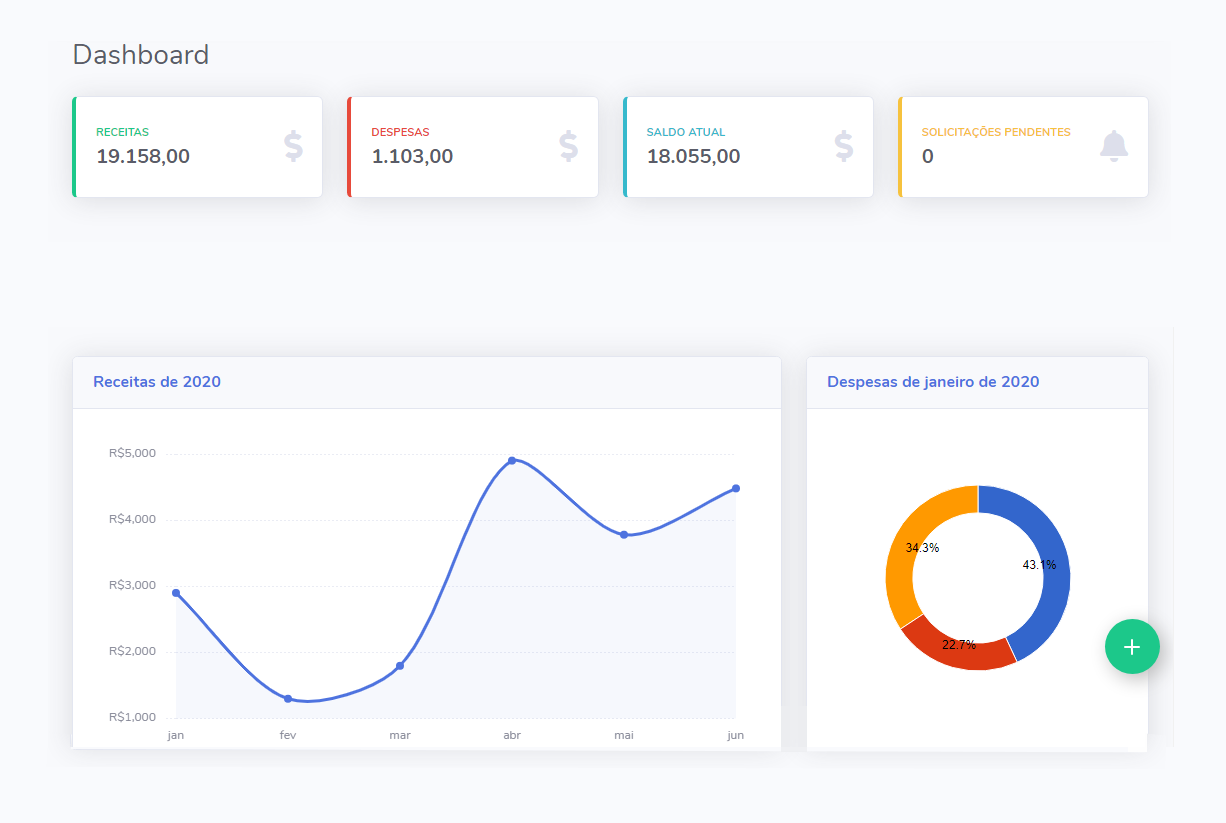 Dashboard
RECEITAS
19.158,00
DESPESAS
1.103,00
SALDO ATUAL
18.055,00
SOLICITAÇÕES PENDENTES
0
Receitas de 2020
R$5,000
R$4,000
R$3,000
R$2,000
R$1,000
jan fev mar abr mai jun
Despesas de janeiro de 2020
34.3%
43.1%
22.7%